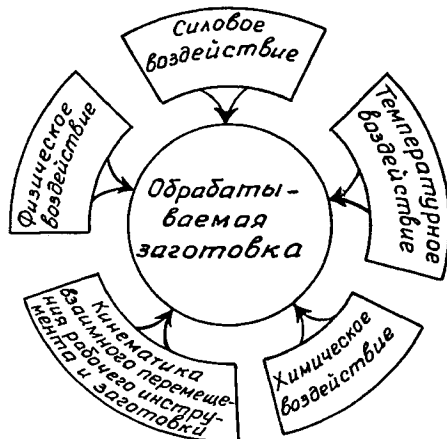 Силовое
воздействие
Температурное
воздействие
Химическое
воздействие
Кинематика
взаимного перемеще-
ния рабочего инстру-
мента и заготовки
Физическое
воздействие
Обрабаты-
ваемая
заготовка